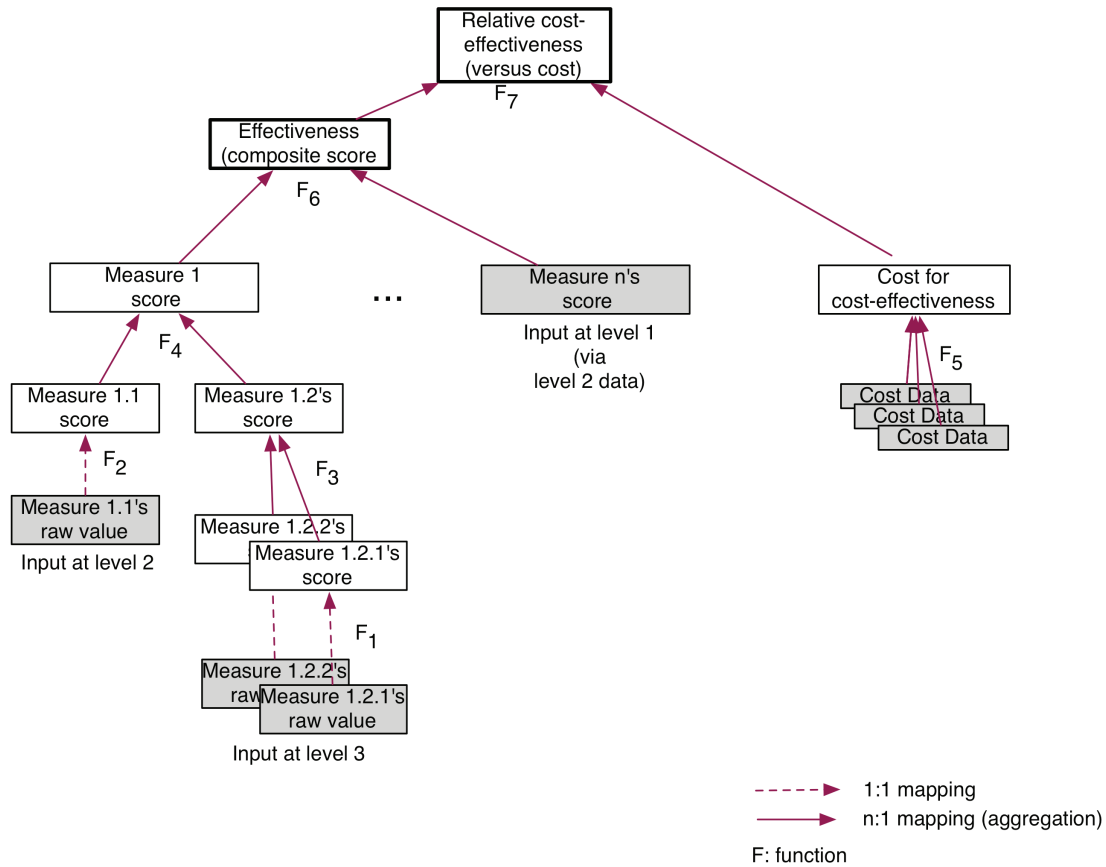 Relative cost-
effectiveness
(versus cost)
F7
Effectiveness
(composite score
F6
Measure 1
score
...
Measure n's
score
Input at level 1
(via
level 2 data)
Cost for
cost-effectiveness
F4
F5
Measure 1.1
score
Measure 1.2's
score
Cost Data
Cost Data
Cost Data
F2
F3
Measure 1.1's
raw value
Input at level 2
Measure 1.2.2's
Measure 1.2.1's
score
F1
Measure 1.2.2's
Measure 1.2.1's
raw value
Input at level 3
1:1 mapping
n:1 mapping (aggregation)
F: function